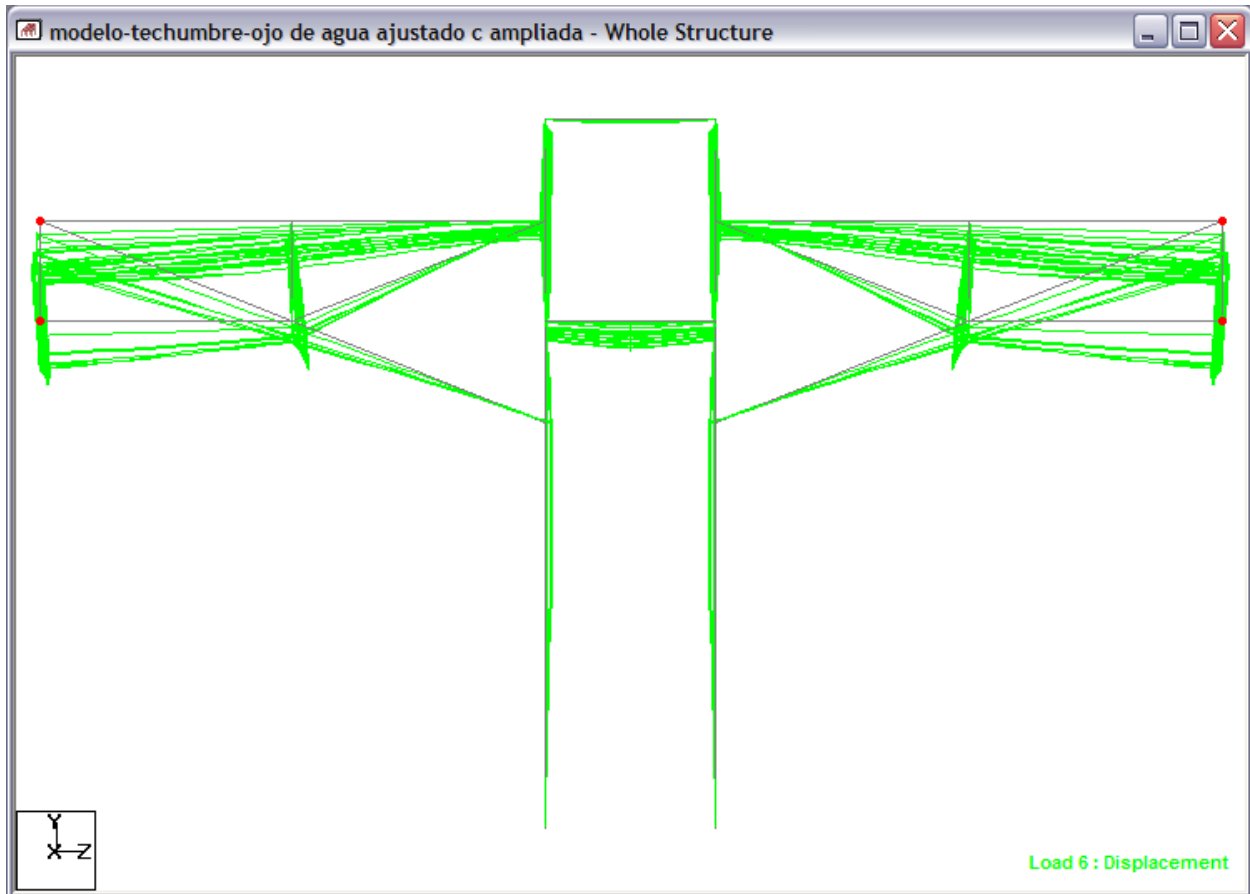 modelo-techumbre-ojo de agua ajustado c ampliada - Whole Structure
Y
X Z
Load 6 : Displacement